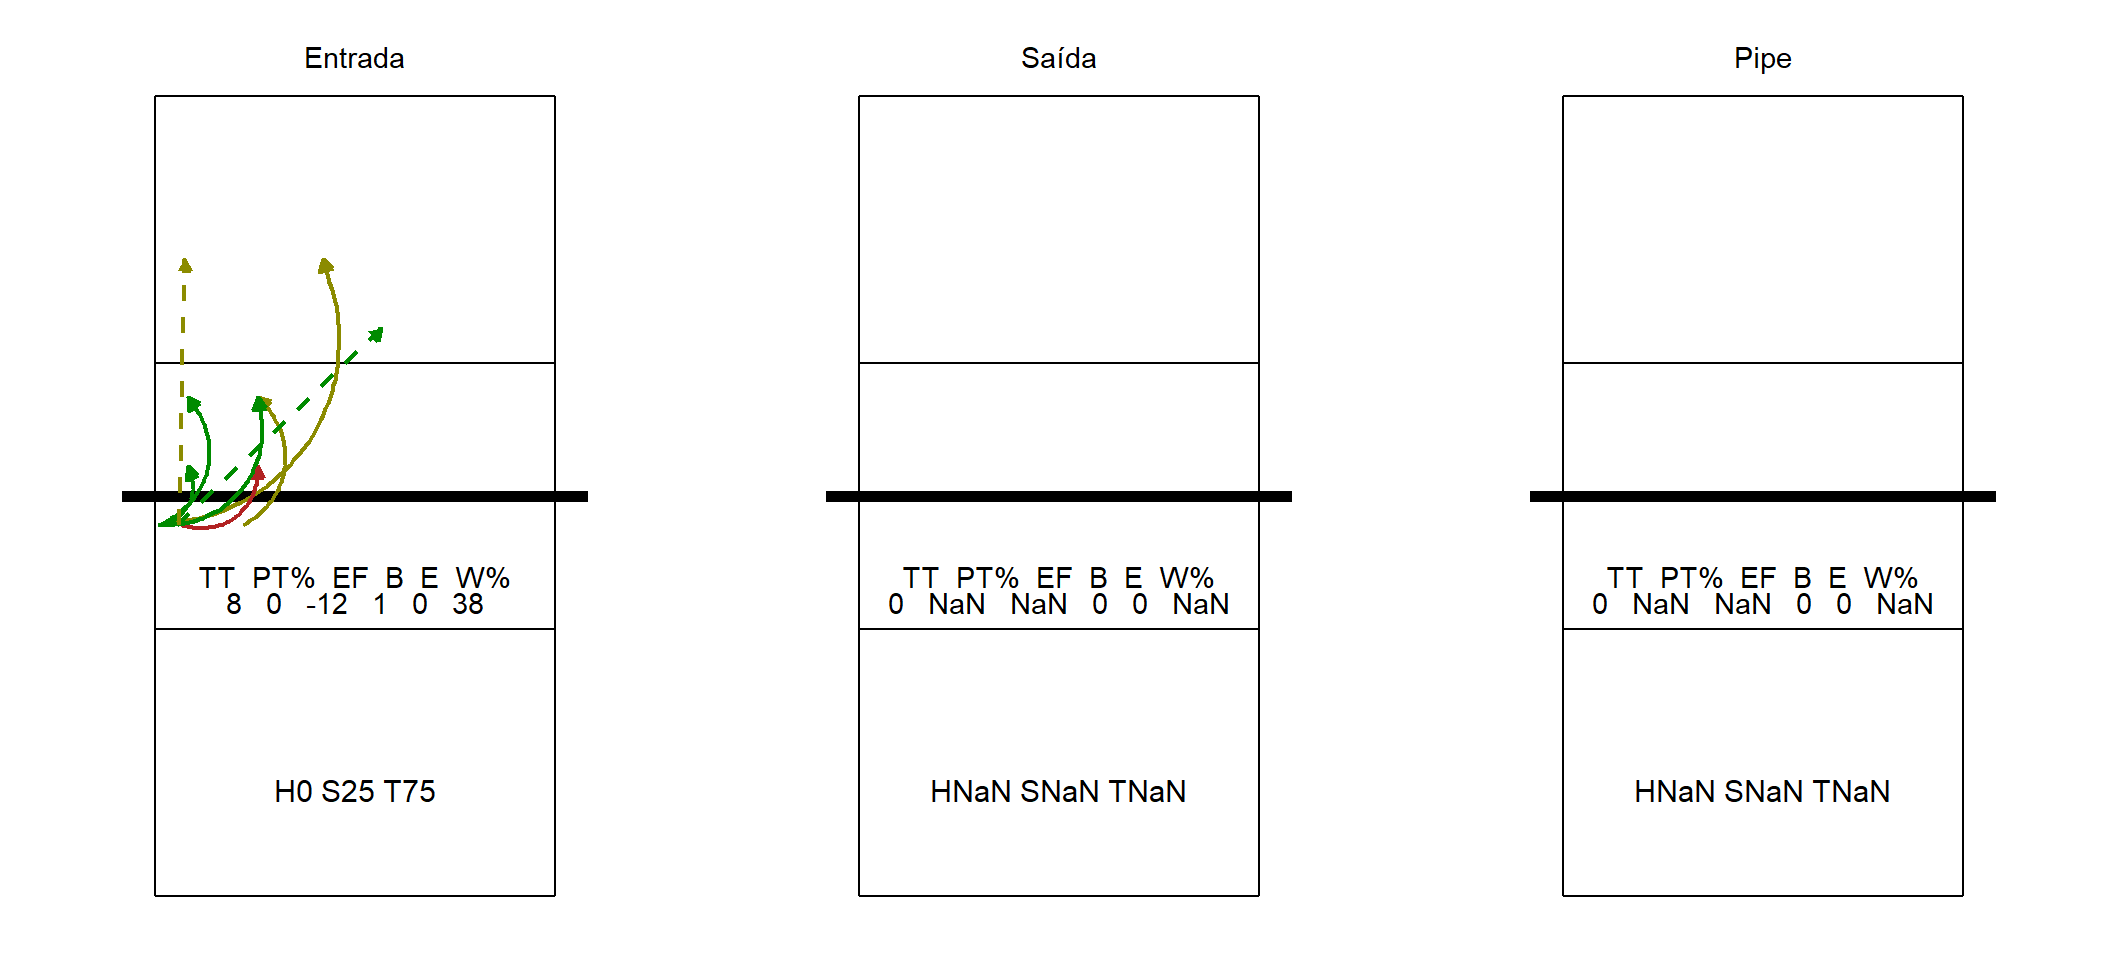 Entrada
TT PT% EF B E W%
8 0 -12 1 0 38
H0 S25 T75
Saída
TT PT% EF B E W%
0 NaN NaN 0 0 NaN
HNaN SNaN TNaN
Pipe
TT PT% EF B E W%
0 NaN NaN 0 0 NaN
HNaN SNaN TNaN